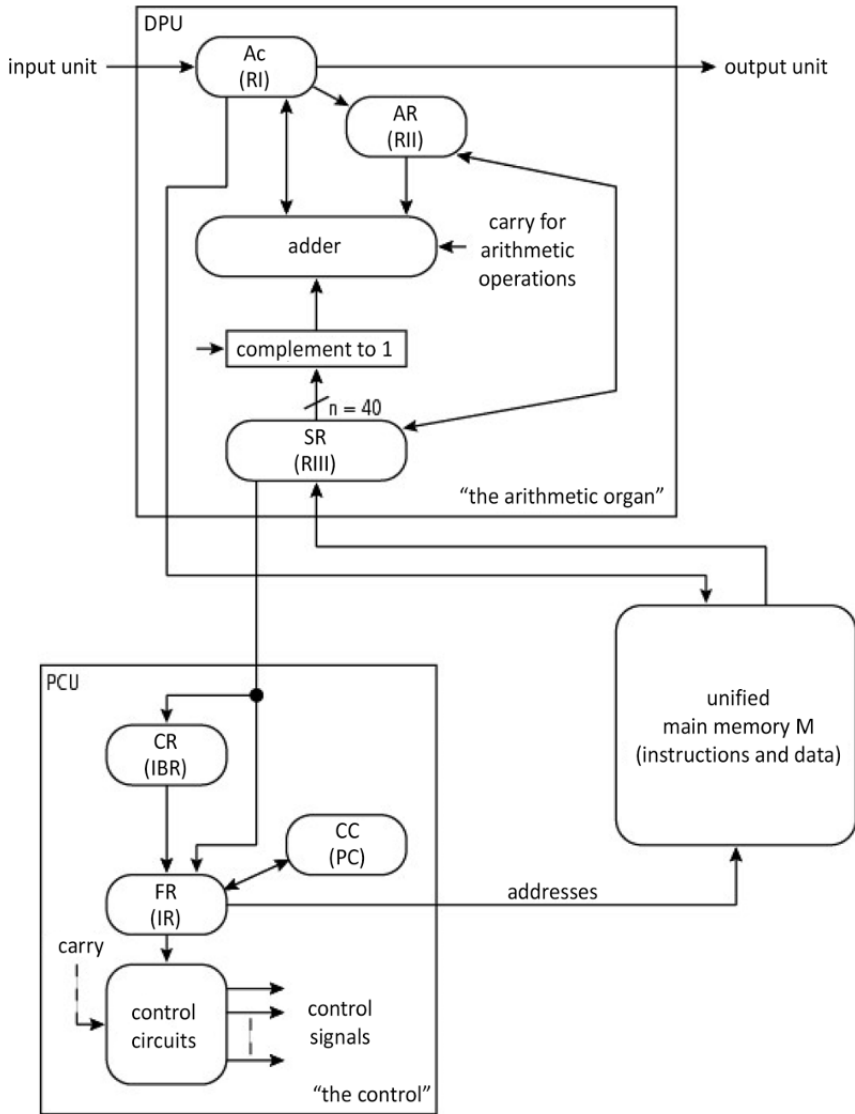 DPU
input unit
Ac
(RI)
output unit
AR
(RII)
adder
carry for
arithmetic
operations
complement to 1
n = 40
SR
(RIII)
“the arithmetic organ”
PCU
CR
(IBR)
unified
main memory M
(instructions and data)
CC
(PC)
FR
(IR)
addresses
carry
control
circuits
control
signals
“the control”